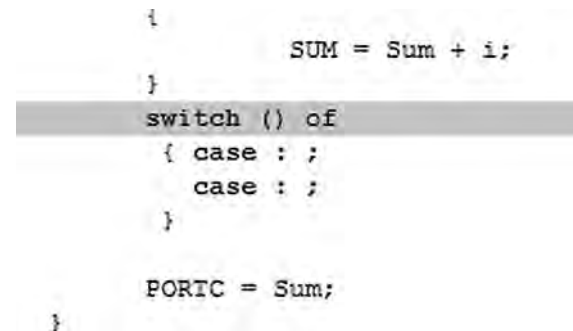 {
SUM = Sum + i;
}
switch () of
{ case : ;
case : ;
}
PORTC = Sum;
}